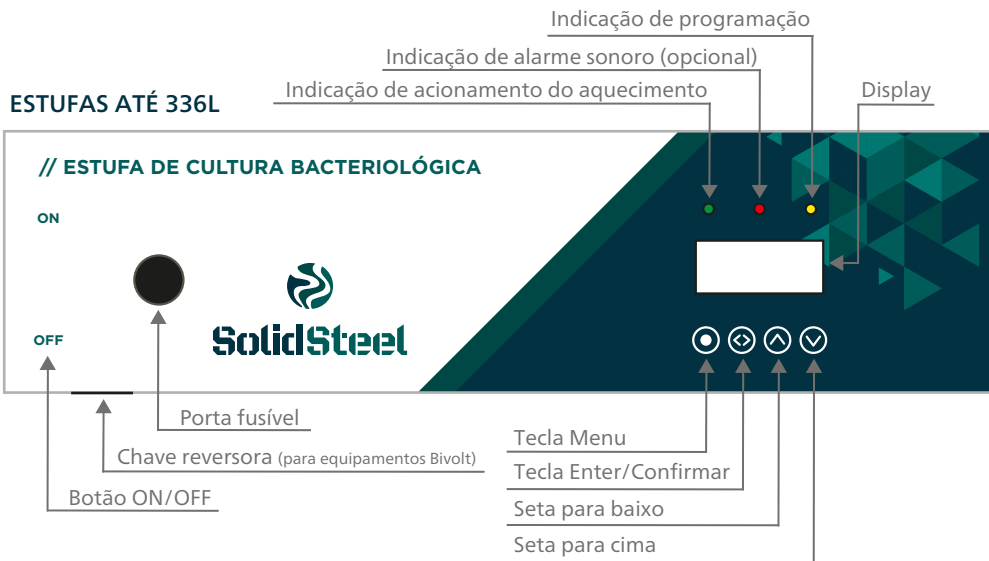 Indicação de programação
Indicação de alarme sonoro (opcional)
Indicação de acionamento do aquecimento
Display
ESTUFAS ATÉ 336L
// ESTUFA DE CULTURA BACTERIOLÓGICA
ON
SolidSteel
OFF
Porta fusível
Chave reversora (para equipamentos Bivolt)
Botão ON/OFF
Tecla Menu
Tecla Enter/Confirmar
Seta para baixo
Seta para cima